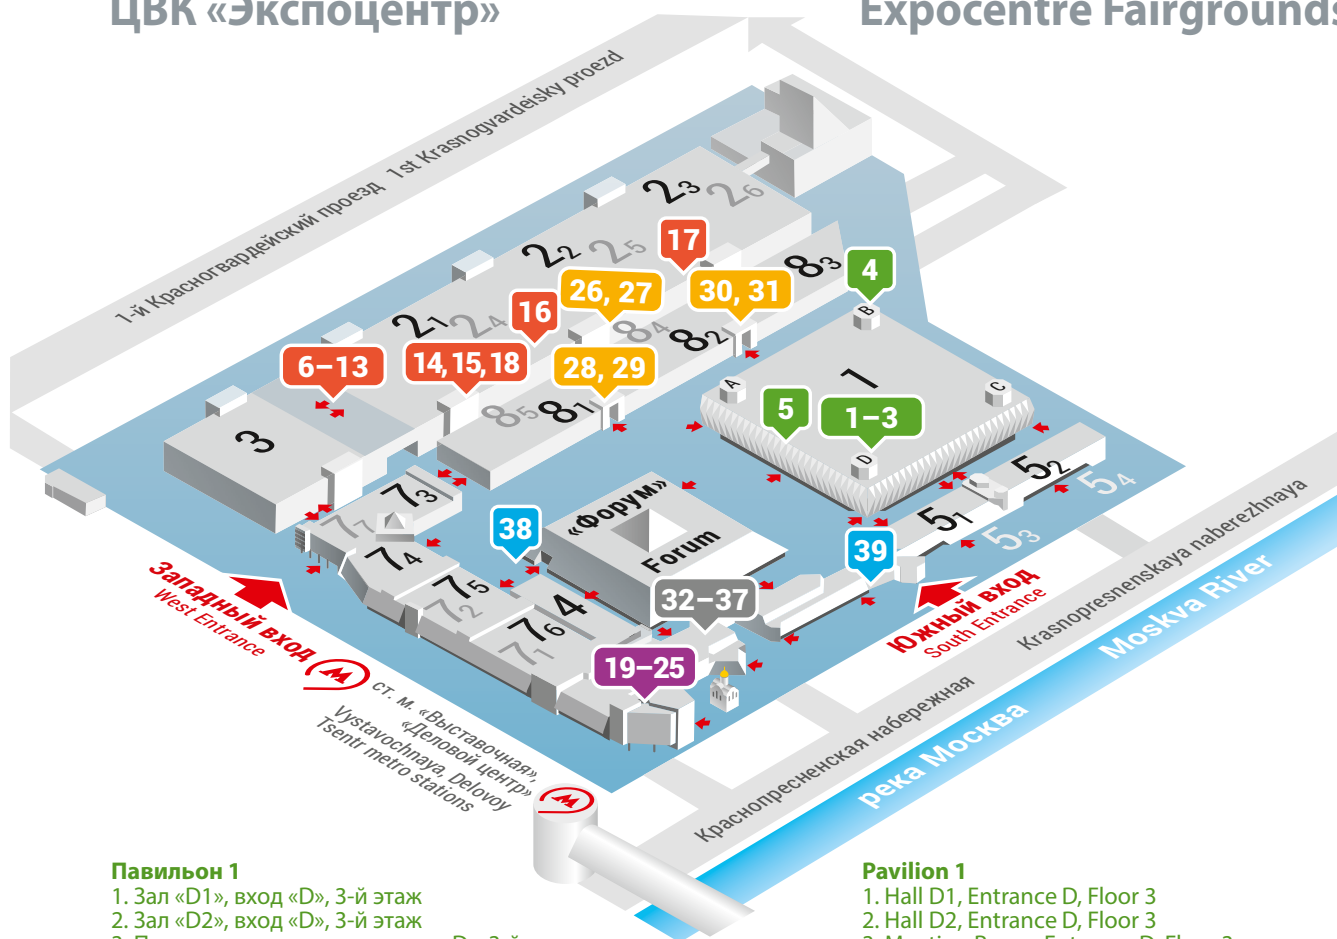 ЦВК «Экспоцентр»
Expocentre Fairgrounds
1-й Красногвардейский проезд 1st Krasnogvardeisky proezd
2₃
2₆
2₂
2₅
17
8₃
4
B
26, 27
30, 31
2₁
2₄
16
8₄
8₂
6–13
14, 15, 18
28, 29
1
A
C
5
1–3
8₅
8₁
3
D
5₂
5₄
7₃
«Форум»
Forum
7₇
38
5₁
5₃
39
7₄
7₅
7₂
4
32–37
7₆
7₁
19–25
Западный вход
West Entrance
Южный вход
South Entrance
М
ст. м. «Выставочная»,
«Деловой центр»
Vystavochnaya, Delovoy
Tsentr metro stations
М
Краснопресненская набережная
Krasnopresnenskaya naberezhnaya
река Москва
Moskva River
Павильон 1
1. Зал «D1», вход «D», 3-й этаж
2. Зал «D2», вход «D», 3-й этаж
Pavilion 1
1. Hall D1, Entrance D, Floor 3
2. Hall D2, Entrance D, Floor 3